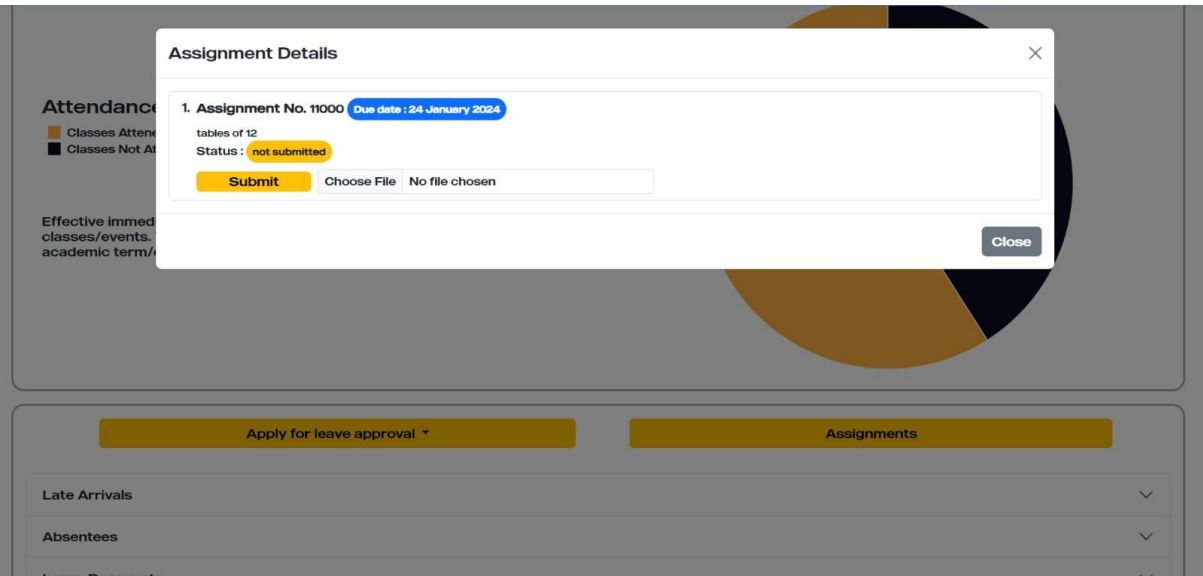 Assignment Details
Attendance
Classes Attene
Classes Not At
1. Assignment No. 11000 Due date : 24 January 2024
tables of 12
Status : not submitted
Submit Choose File No file chosen
Effective immed
classes/events.
academic term/
Close
Apply for leave approval Assignments
Late Arrivals
Absentees